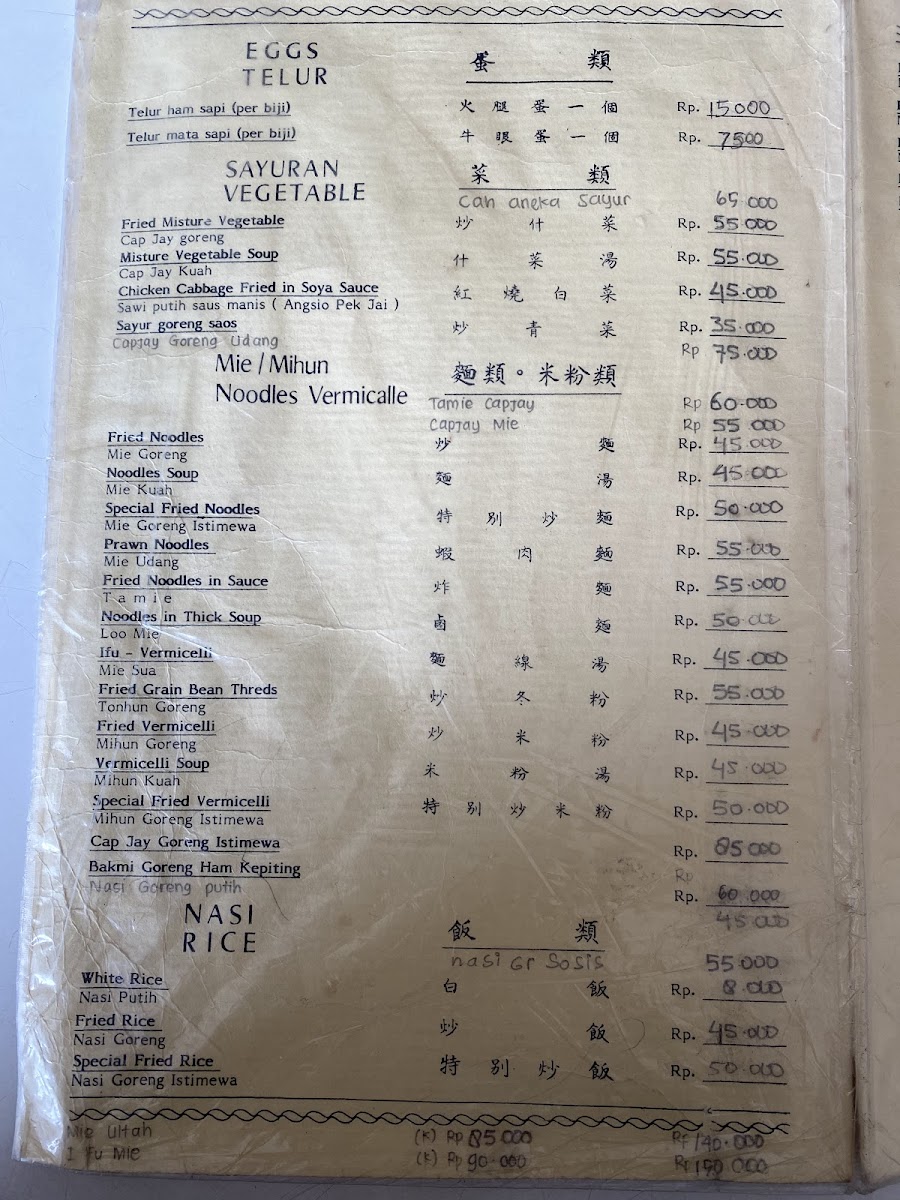 EGGS 蛋 類
TELUR
Telur ham sapi (per biji) 火 腿 蛋 一 個 Rp. 15000
Telur mata sapi (per biji) 牛 眼 蛋 一 個 Rp. 7500
SAYURAN 菜 類
VEGETABLE Cah aneka Sayur 65 000
Fried Misture Vegetable 炒 什 菜 Rp. 55.000
Cap Jay goreng
Misture Vegetable Soup 什 菜 湯 Rp. 55.000
Cap Jay Kuah
Chicken Cabbage Fried in Soya Sauce 紅 燒 白 菜 Rp. 45.000
Sawi putih saus manis ( Angsio Pek Jai )
Sayur goreng saos 炒 青 菜 Rp. 35.000
Capjay Goreng Udang Rp 75.000
Mie / Mihun 麵 類 。 米 粉 類
Noodles Vermicalle Tamie Capjay Rp 60.000
Capjay Mie Rp 55 000
Fried Noodles 炒 麵 Rp. 45.000
Mie Goreng
Noodles Soup 麵 湯 Rp. 45.000
Mie Kuah
Special Fried Noodles 特 別 炒 麵 Rp. 50.000
Mie Goreng Istimewa
Prawn Noodles 蝦 肉 麵 Rp. 55.000
Mie Udang
Fried Noodles in Sauce 炸 麵 Rp. 55.000
Tamie
Noodles in Thick Soup 鹵 麵 Rp. 50.000
Loo Mie
Ifu - Vermicelli 麵 線 湯 Rp. 45.000
Mie Sua
Fried Grain Bean Threds 炒 冬 粉 Rp. 55.000
Tonhun Goreng
Fried Vermicelli 炒 米 粉 Rp. 45.000
Mihun Goreng
Vermicelli Soup 米 粉 湯 Rp. 45.000
Mihun Kuah
Special Fried Vermicelli 特 別 炒 米 粉 Rp. 50.000
Mihun Goreng Istimewa
Cap Jay Goreng Istimewa Rp. 85000
Bakmi Goreng Ham Kepiting Rp
Nasi Goreng putih Rp. 60.000
NASI 飯 類 45.000
RICE nasi Gr Sosis 55000
White Rice 白 飯 Rp. 8.000
Nasi Putih
Fried Rice 炒 飯 Rp. 45.000
Nasi Goreng
Special Fried Rice 特 別 炒 飯 Rp. 50.000
Nasi Goreng Istimewa
Mie Ultah (K) Rp 85.000 Rp 140.000
I Fu Mie (K) Rp 90.000 Rp 150.000